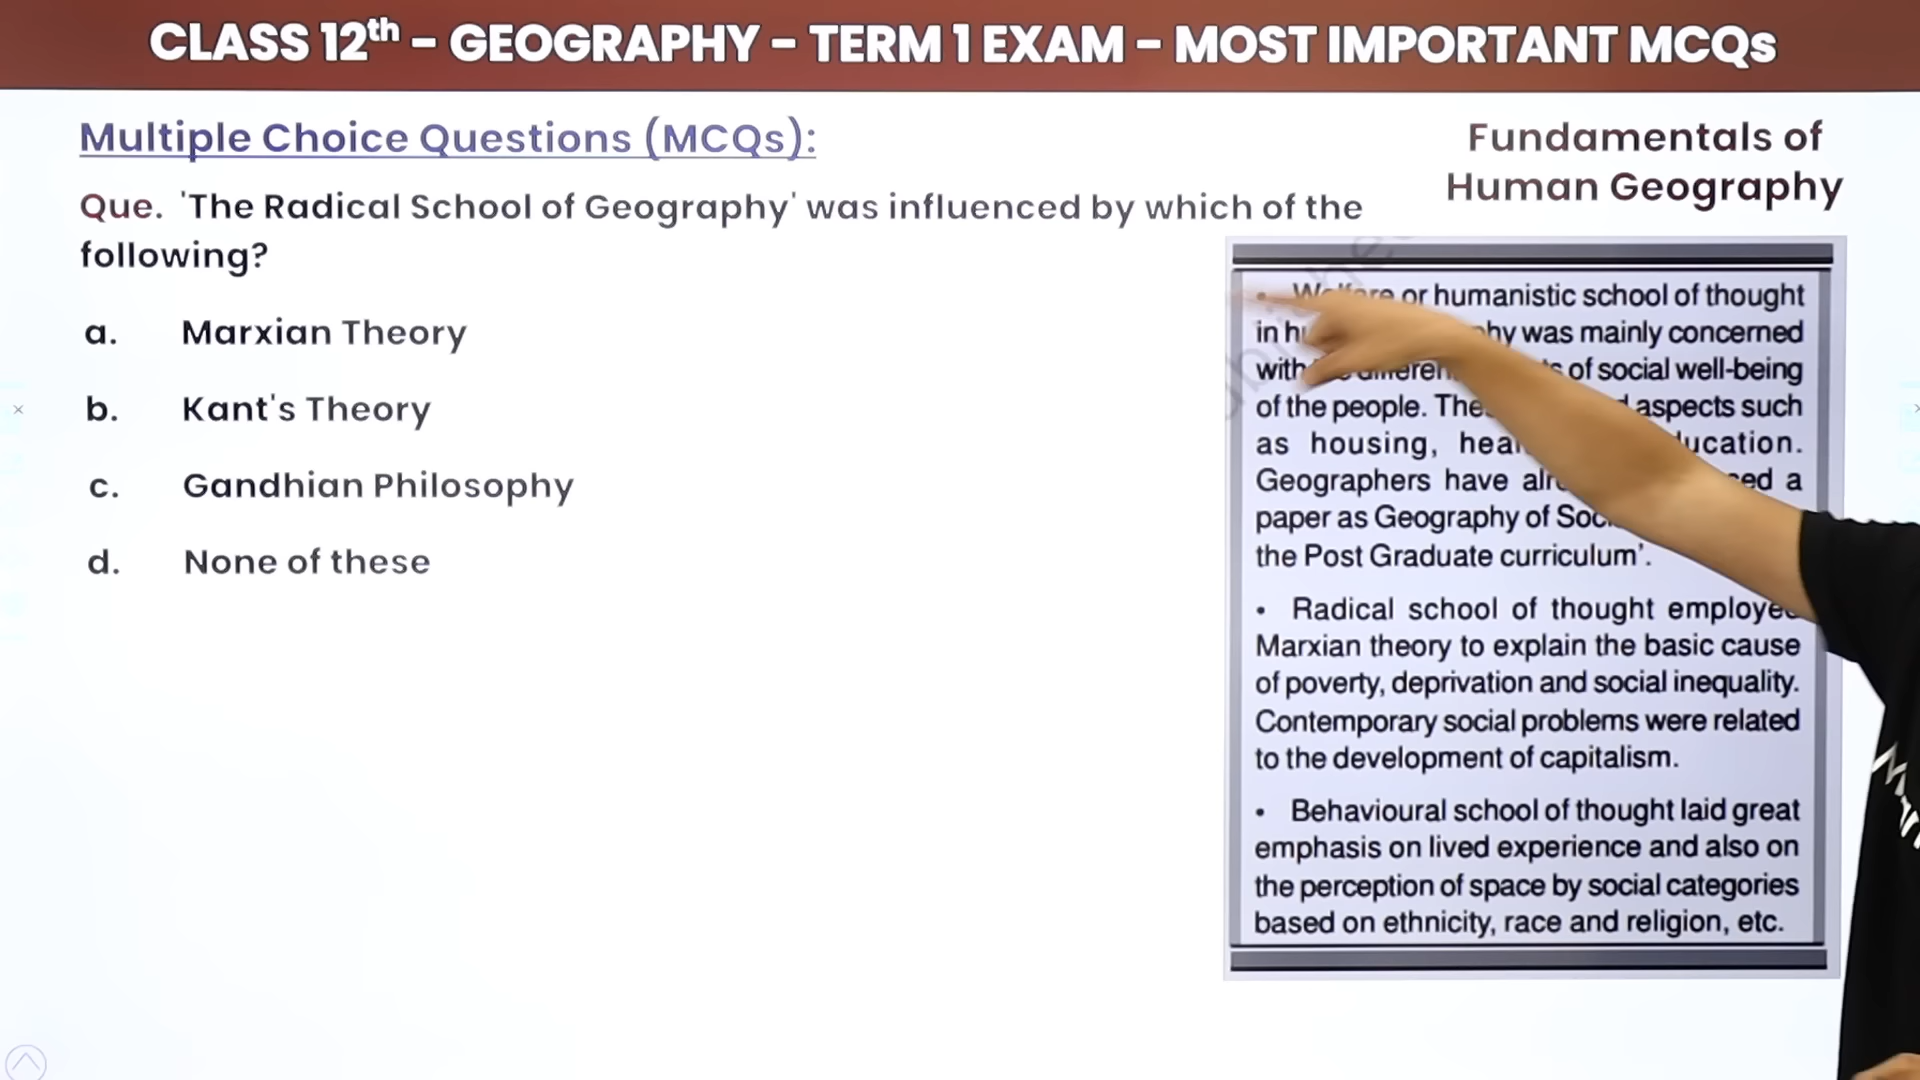 CLASS 12th - GEOGRAPHY - TERM 1 EXAM - MOST IMPORTANT MCQs
Multiple Choice Questions (MCQs):
Fundamentals of
Human Geography
Que. 'The Radical School of Geography' was influenced by which of the
following?
a. Marxian Theory
b. Kant's Theory
c. Gandhian Philosophy
d. None of these
• or humanistic school of thought
in was mainly concerned
with of social well-being
of the people. aspects such
as housing,
Geographers have a
paper as Geography of
the Post Graduate curriculum'.
• Radical school of thought employed
Marxian theory to explain the basic cause
of poverty, deprivation and social inequality.
Contemporary social problems were related
to the development of capitalism.
• Behavioural school of thought laid great
emphasis on lived experience and also on
the perception of space by social categories
based on ethnicity, race and religion, etc.